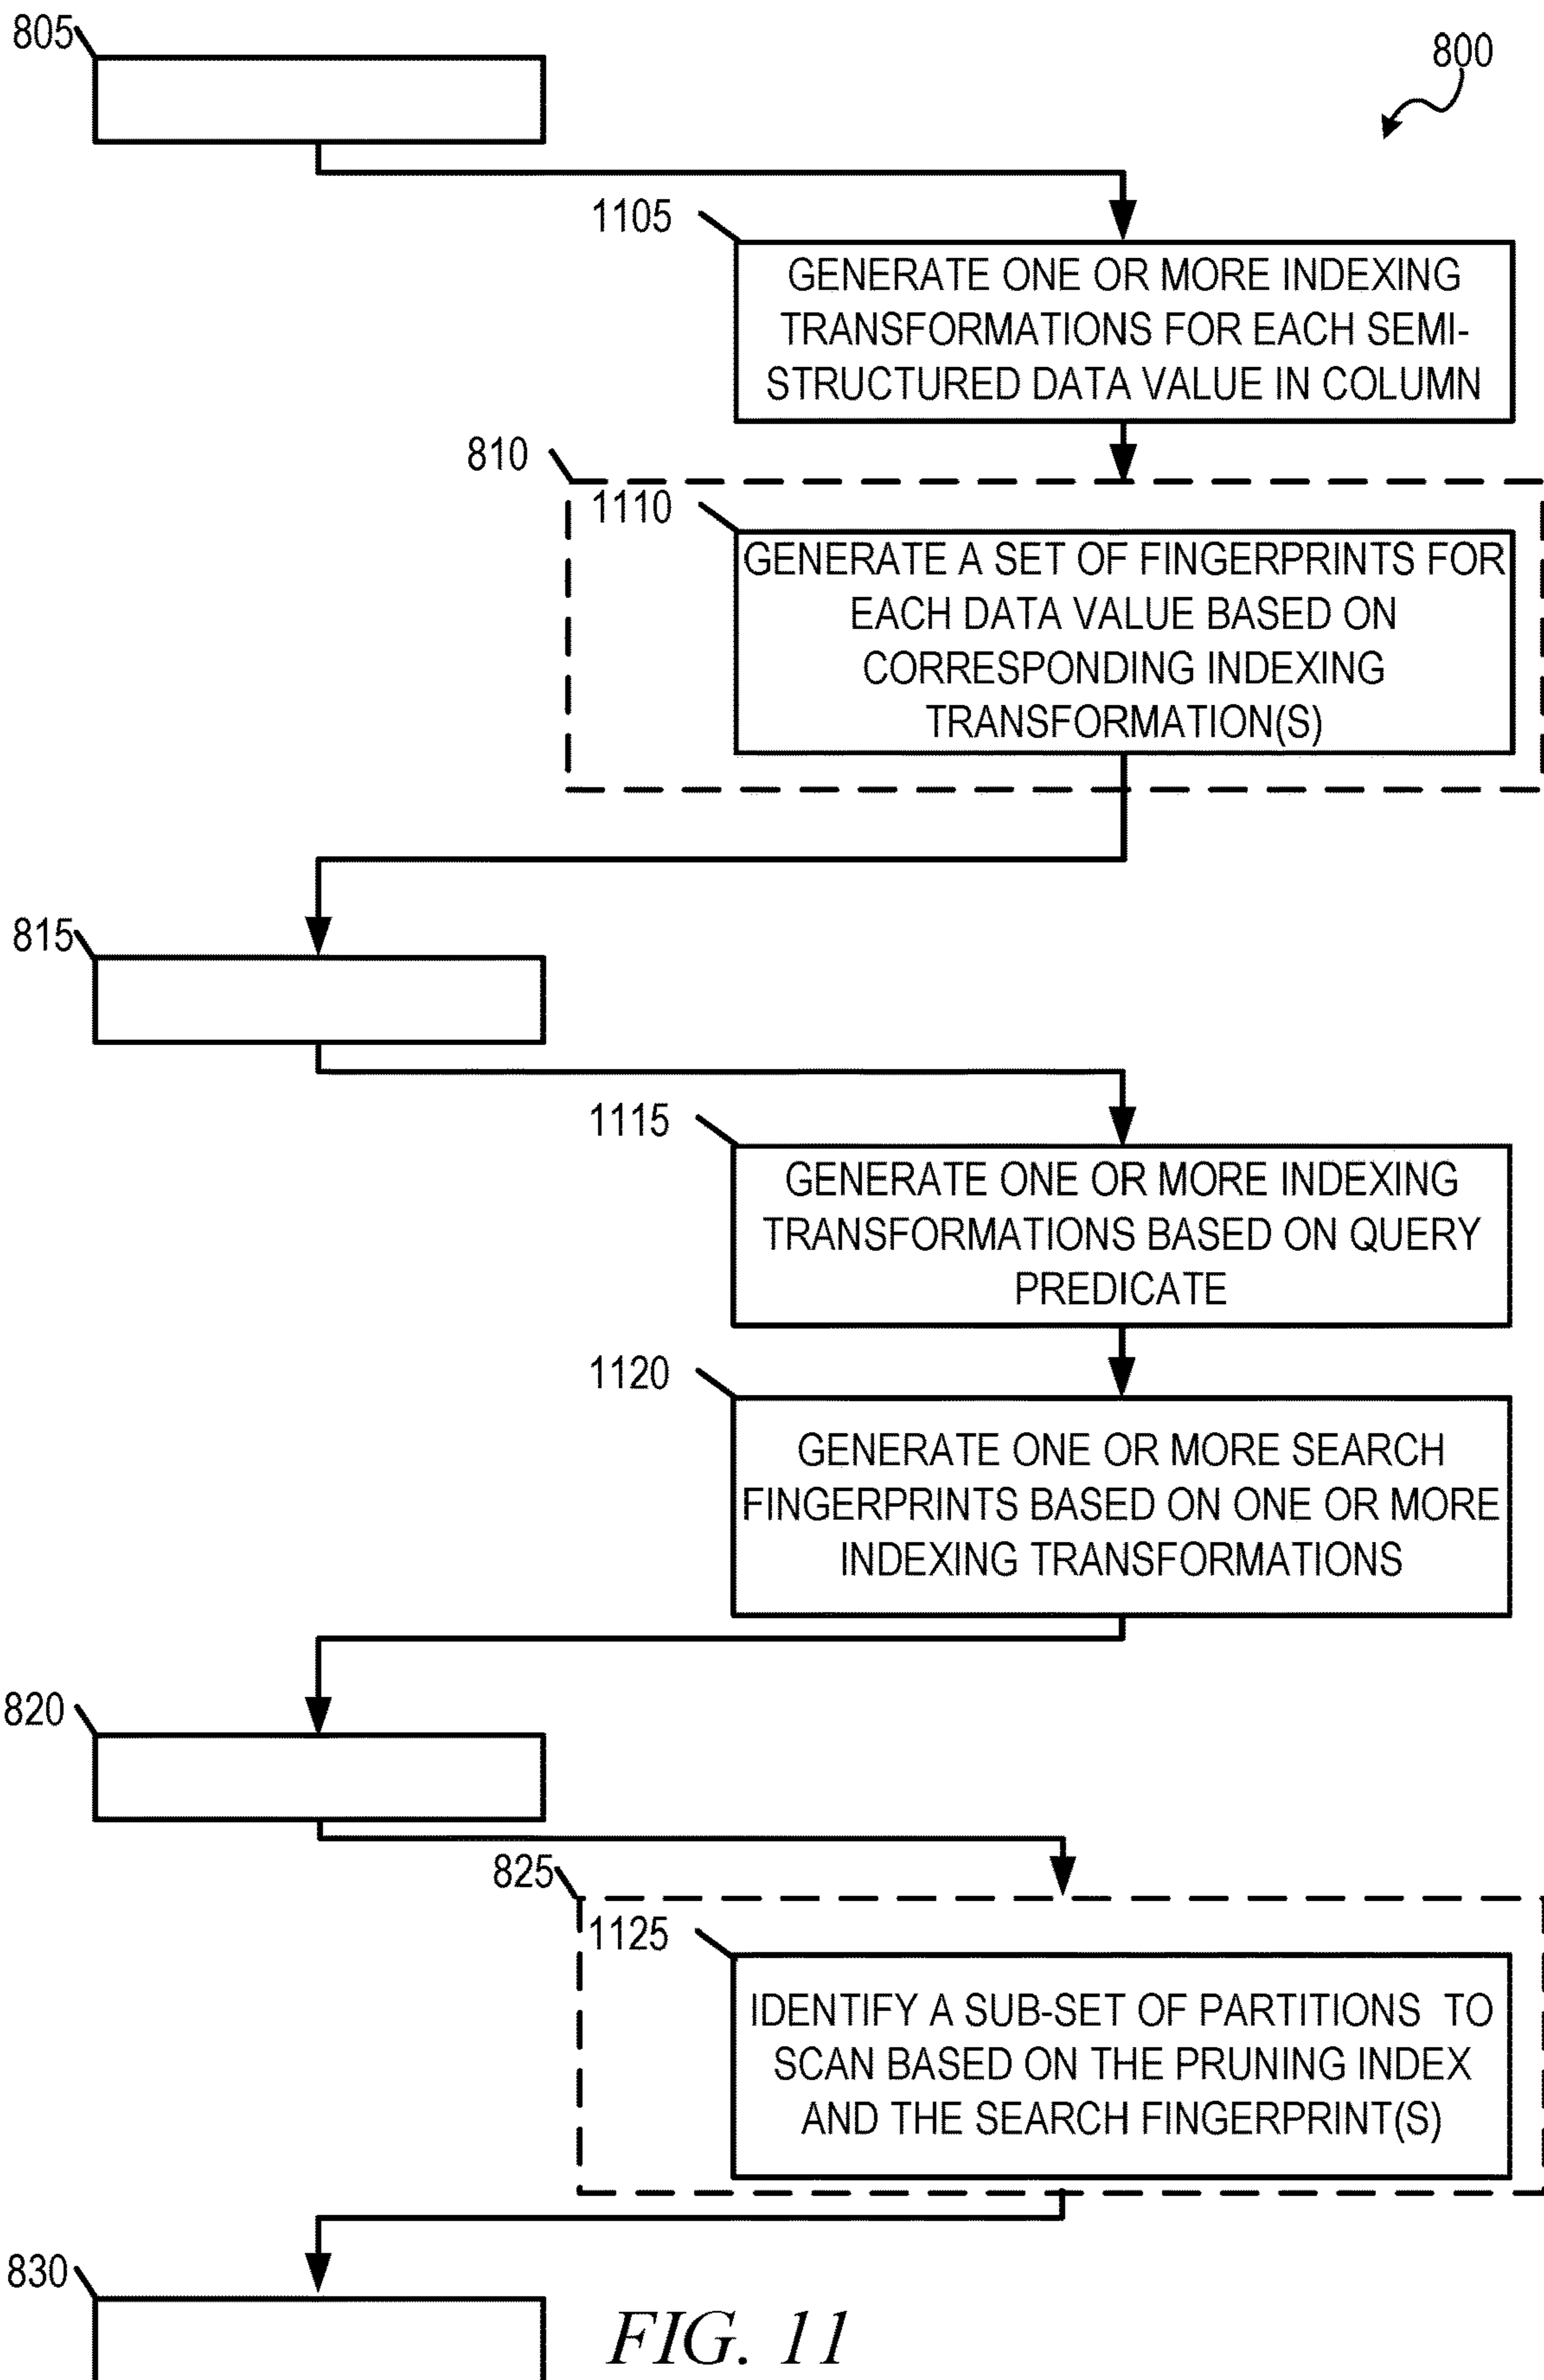 805
800
1105
GENERATE ONE OR MORE INDEXING
TRANSFORMATIONS FOR EACH SEMI-
STRUCTURED DATA VALUE IN COLUMN
810
1110
GENERATE A SET OF FINGERPRINTS FOR
EACH DATA VALUE BASED ON
CORRESPONDING INDEXING
TRANSFORMATION(S)
815
1115
GENERATE ONE OR MORE INDEXING
TRANSFORMATIONS BASED ON QUERY
PREDICATE
1120
GENERATE ONE OR MORE SEARCH
FINGERPRINTS BASED ON ONE OR MORE
INDEXING TRANSFORMATIONS
820
825
1125
IDENTIFY A SUB-SET OF PARTITIONS TO
SCAN BASED ON THE PRUNING INDEX
AND THE SEARCH FINGERPRINT(S)
830
FIG. 11